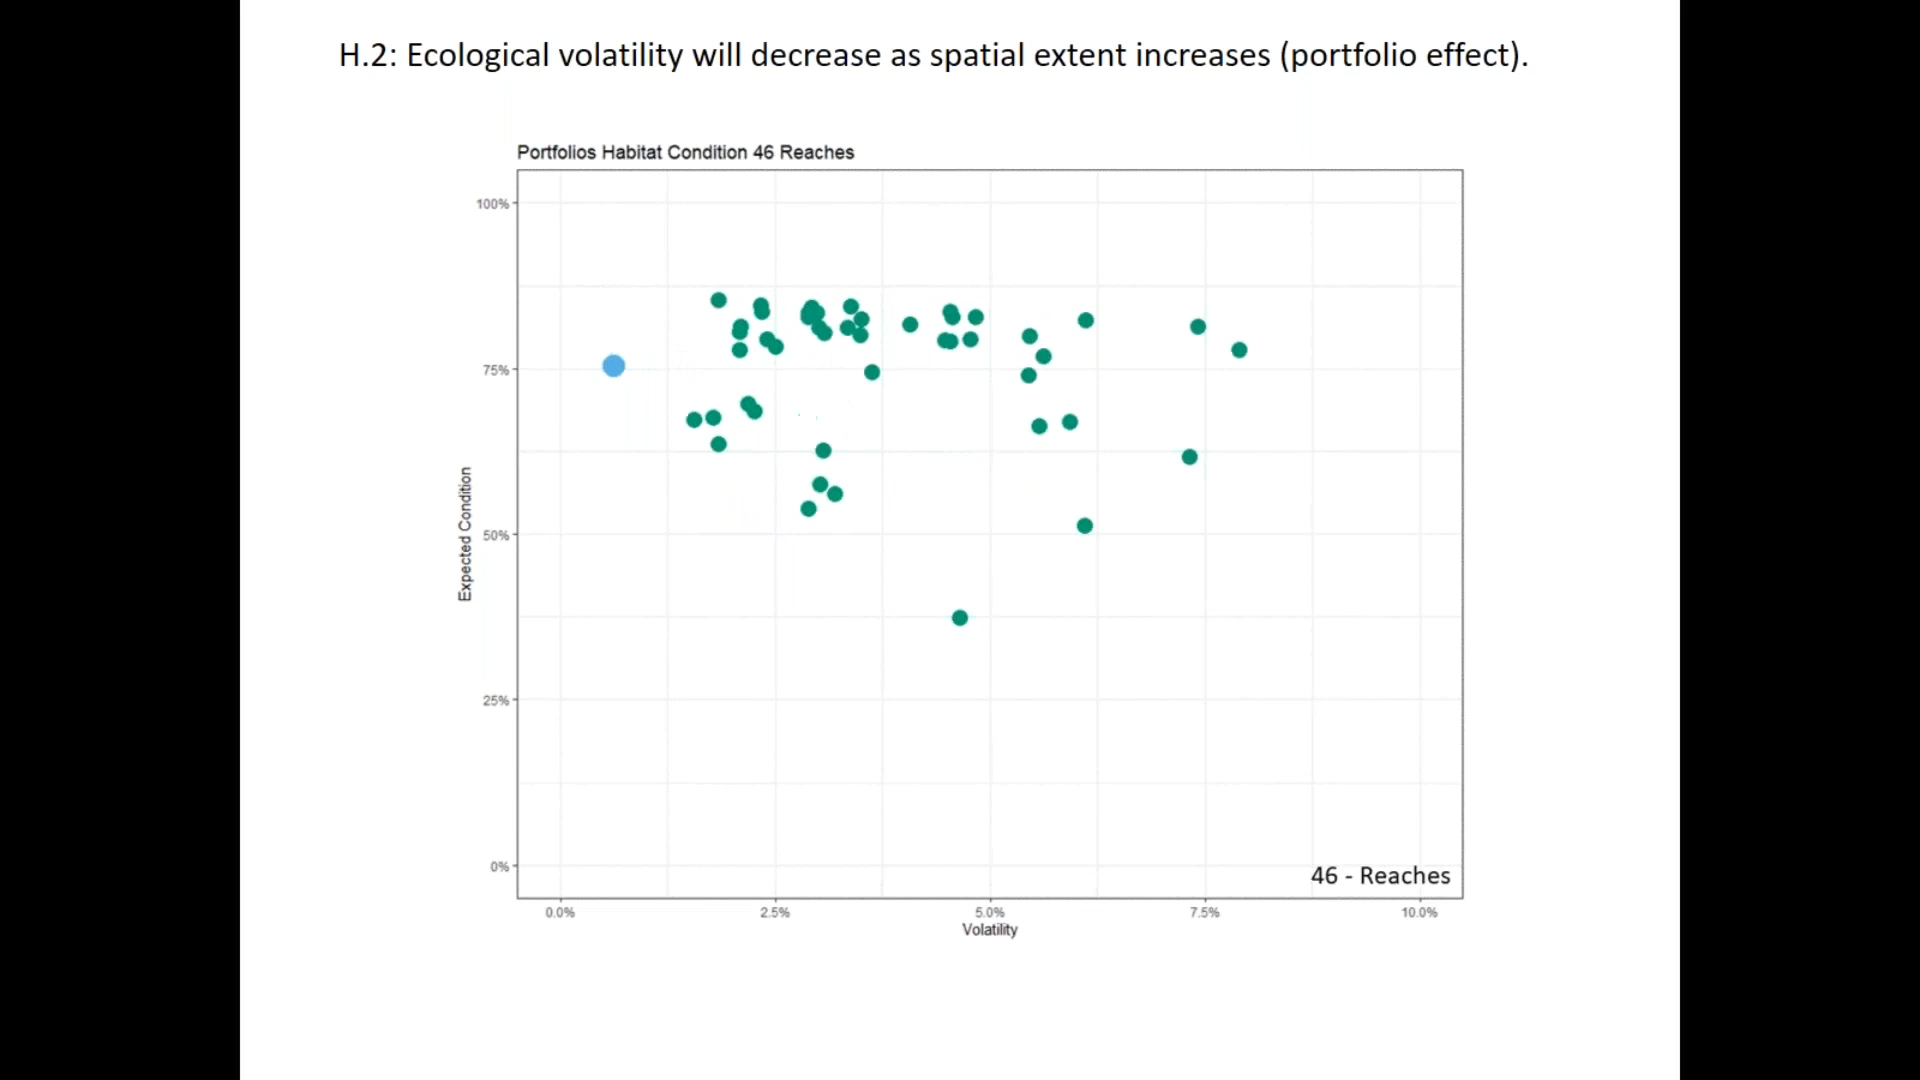 H.2: Ecological volatility will decrease as spatial extent increases (portfolio effect).
Portfolios Habitat Condition 46 Reaches
100%
75%
50%
25%
0%
Expected Condition
46 - Reaches
0.0%
2.5%
5.0%
7.5%
10.0%
Volatility